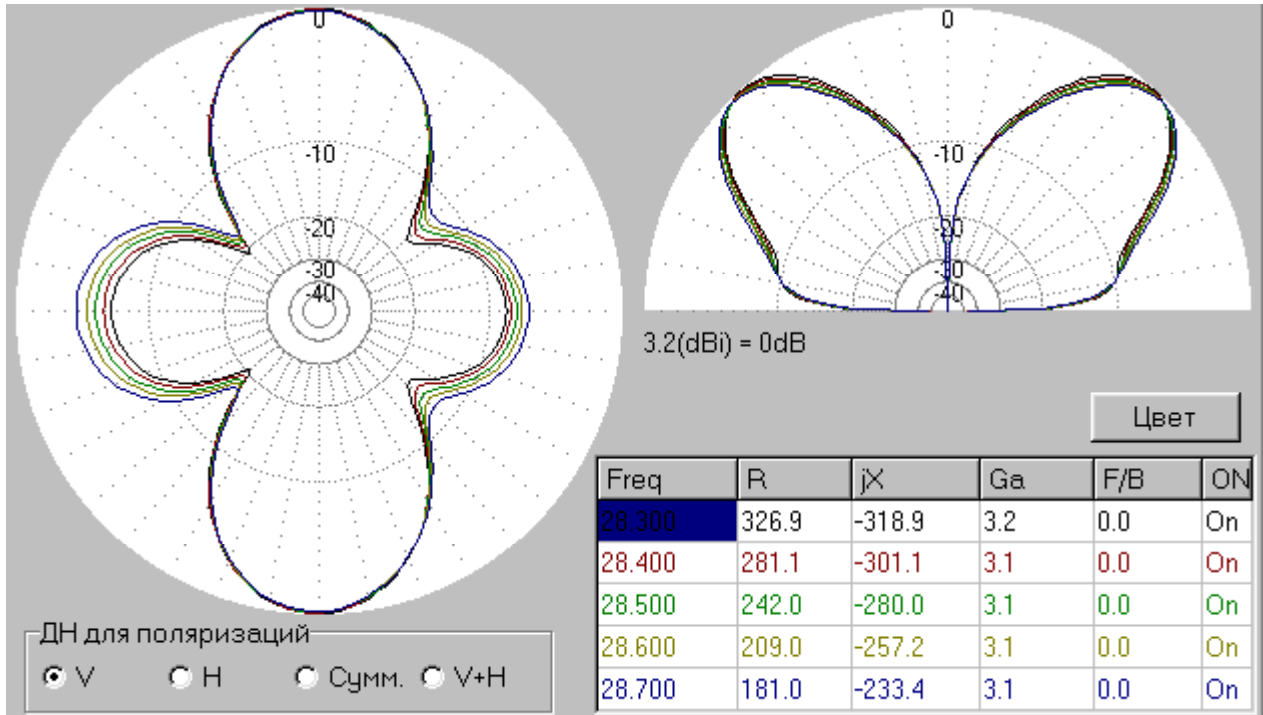 0
-10
-20
-30
-40
0
-10
-20
-30
-40
3.2(dBi) = 0dB
Цвет
Freq R jX Ga F/B ON
28.300 326.9 -318.9 3.2 0.0 On
28.400 281.1 -301.1 3.1 0.0 On
28.500 242.0 -280.0 3.1 0.0 On
28.600 209.0 -257.2 3.1 0.0 On
28.700 181.0 -233.4 3.1 0.0 On
ДН для поляризаций
V H Сумм. V+H